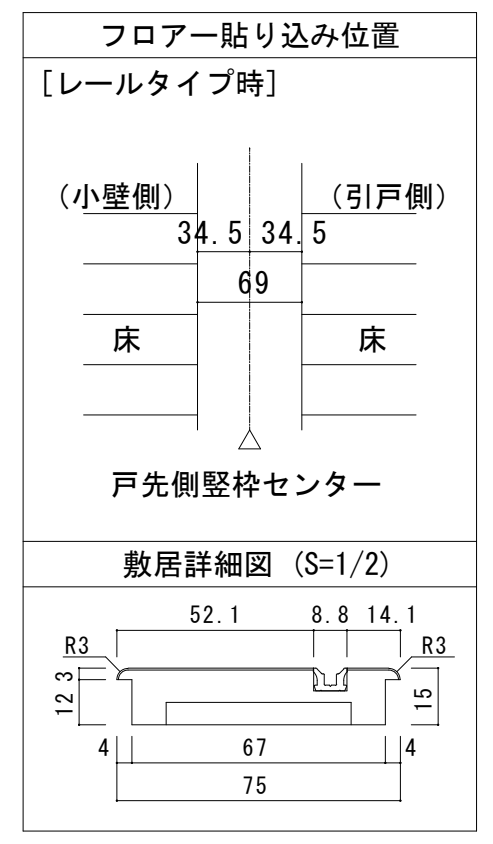 フロアー貼り込み位置
[レールタイプ時]
(小壁側) (引戸側)
34.5 34.5
69
床 床
戸先側竪枠センター
敷居詳細図 (S=1/2)
52.1 8.8 14.1
R3 R3
3
12 15
4 67 4
75